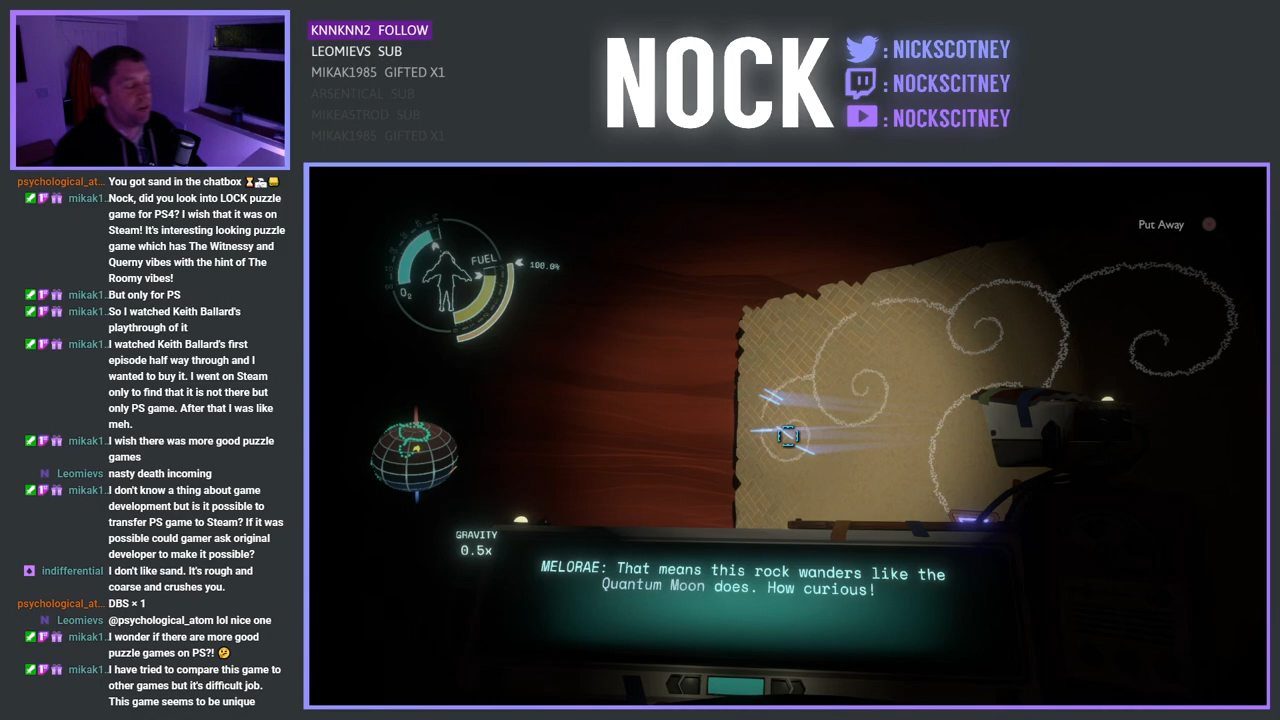 KNNKNN2 FOLLOW
LEOMIEVS SUB
MIKAK1985 GIFTED X1
ARSENTICAL SUB
MIKEASTROD SUB
MIKAK1985 GIFTED X1
NOCK
: NICKSCOTNEY
: NOCKSCITNEY
: NOCKSCITNEY
psychological_at... You got sand in the chatbox
mikak1... Nock, did you look into LOCK puzzle
game for PS4? I wish that it was on
Steam! It's interesting looking puzzle
game which has The Witnessy and
Querny vibes with the hint of The
Roomy vibes!
mikak1... But only for PS
mikak1... So I watched Keith Ballard's
playthrough of it
mikak1... I watched Keith Ballard's first
episode half way through and I
wanted to buy it. I went on Steam
only to find that it is not there but
only PS game. After that I was like
meh.
mikak1... I wish there was more good puzzle
games
Leomievs nasty death incoming
mikak1... I don't know a thing about game
development but is it possible to
transfer PS game to Steam? If it was
possible could gamer ask original
developer to make it possible?
indifferential I don't like sand. It's rough and
coarse and crushes you.
psychological_at... DBS × 1
Leomievs @psychological_atom lol nice one
mikak1... I wonder if there are more good
puzzle games on PS?!
mikak1... I have tried to compare this game to
other games but it's difficult job.
This game seems to be unique
Put Away
FUEL
100.0%
O2
GRAVITY
0.5x
MELORAE: That means this rock wanders like the
Quantum Moon does. How curious!